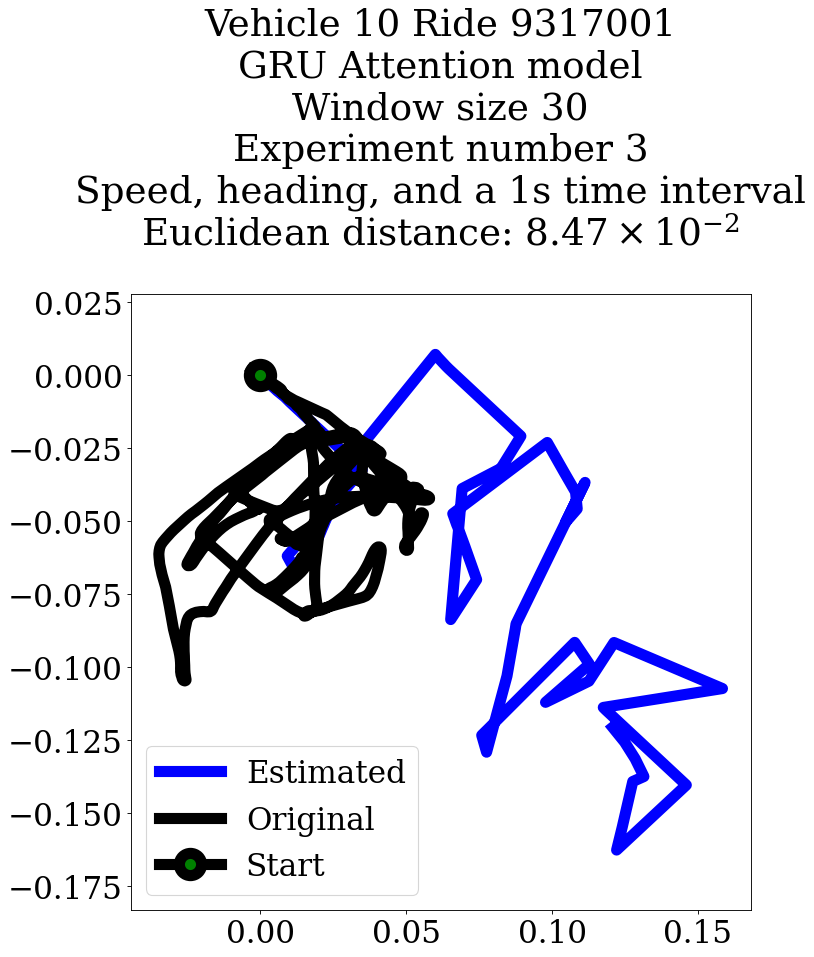 Vehicle 10 Ride 9317001
GRU Attention model
Window size 30
Experiment number 3
Speed, heading, and a 1s time interval
Euclidean distance: 8.47 × 10⁻²
0.025
0.000
−0.025
−0.050
−0.075
−0.100
−0.125
−0.150
−0.175
Estimated
Original
Start
0.00 0.05 0.10 0.15